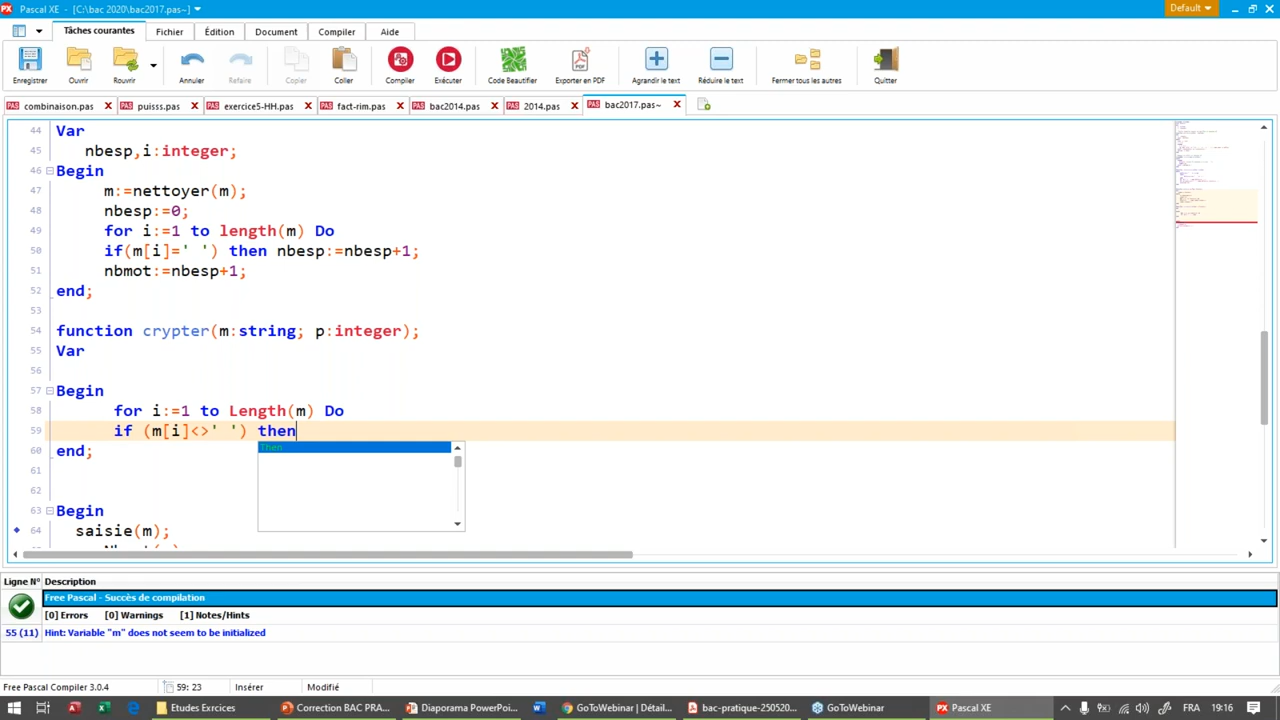 Pascal XE - [C:\bac 2020\bac2017.pas~]
Default
Tâches courantes Fichier Édition Document Compiler Aide
Enregistrer Ouvrir Rouvrir Annuler Refaire Copier Coller Compiler Exécuter Code Beautifier Exporter en PDF Agrandir le text Réduire le text Fermer tous les autres Quitter
combinaison.pas puisss.pas exercice5-HH.pas fact-rim.pas bac2014.pas 2014.pas bac2017.pas~
44 Var
45 nbesp,i:integer;
46 Begin
47 m:=nettoyer(m);
48 nbesp:=0;
49 for i:=1 to length(m) Do
50 if(m[i]=' ') then nbesp:=nbesp+1;
51 nbmot:=nbesp+1;
52 end;
53
54 function crypter(m:string; p:integer);
55 Var
56
57 Begin
58 for i:=1 to Length(m) Do
59 if (m[i]<>' ') then
Then
60 end;
61
62
63 Begin
64 saisie(m);
Ligne N° Description
Free Pascal - Succès de compilation
[0] Errors [0] Warnings [1] Notes/Hints
55 (11) Hint: Variable "m" does not seem to be initialized
Free Pascal Compiler 3.0.4 59: 23 Insérer Modifié
Etudes Exrcices Correction BAC PRA... Diaporama PowerPoi... GoToWebinar | Détail... bac-pratique-250520... GoToWebinar Pascal XE FRA 19:16